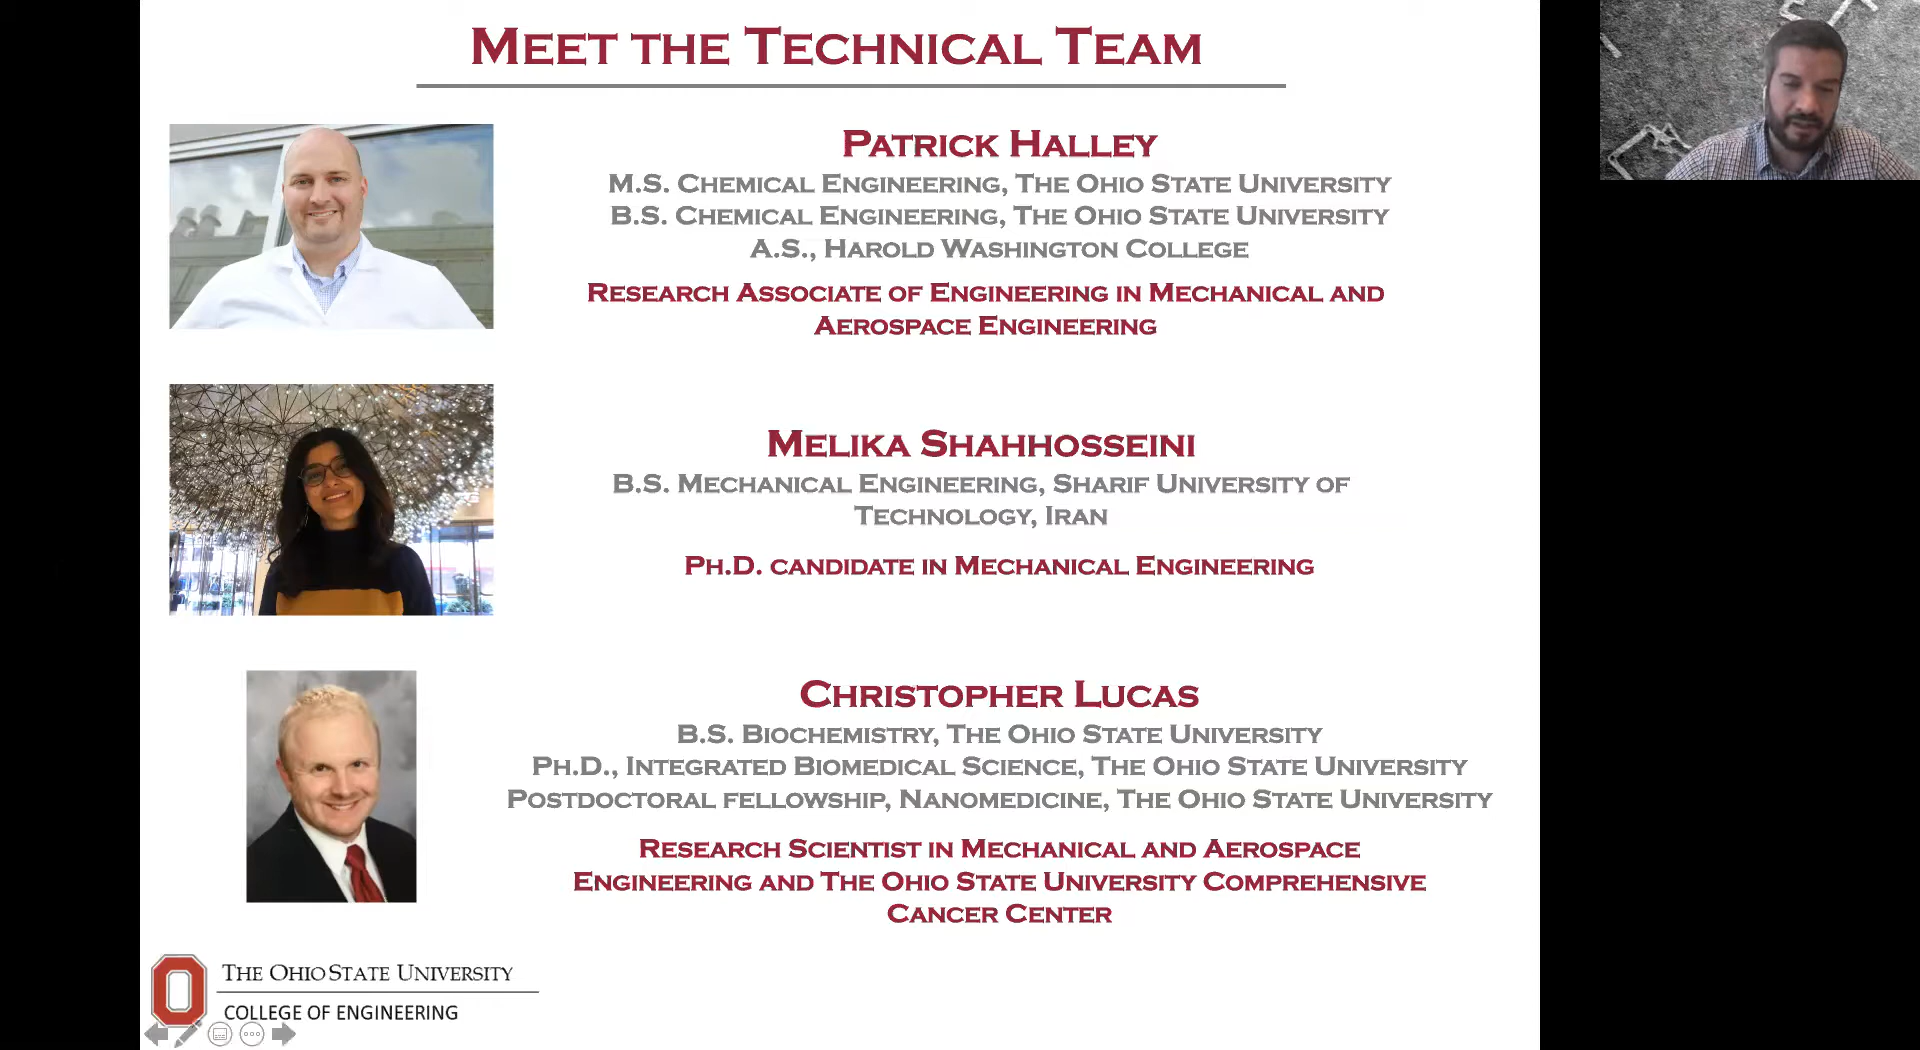 MEET THE TECHNICAL TEAM
PATRICK HALLEY
M.S. CHEMICAL ENGINEERING, THE OHIO STATE UNIVERSITY
B.S. CHEMICAL ENGINEERING, THE OHIO STATE UNIVERSITY
A.S., HAROLD WASHINGTON COLLEGE
RESEARCH ASSOCIATE OF ENGINEERING IN MECHANICAL AND
AEROSPACE ENGINEERING
MELIKA SHAHHOSSEINI
B.S. MECHANICAL ENGINEERING, SHARIF UNIVERSITY OF
TECHNOLOGY, IRAN
PH.D. CANDIDATE IN MECHANICAL ENGINEERING
CHRISTOPHER LUCAS
B.S. BIOCHEMISTRY, THE OHIO STATE UNIVERSITY
PH.D., INTEGRATED BIOMEDICAL SCIENCE, THE OHIO STATE UNIVERSITY
POSTDOCTORAL FELLOWSHIP, NANOMEDICINE, THE OHIO STATE UNIVERSITY
RESEARCH SCIENTIST IN MECHANICAL AND AEROSPACE
ENGINEERING AND THE OHIO STATE UNIVERSITY COMPREHENSIVE
CANCER CENTER
THE OHIO STATE UNIVERSITY
COLLEGE OF ENGINEERING